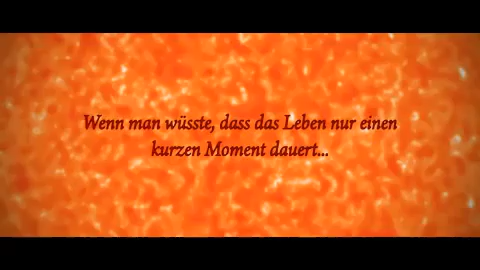 Wenn man wüsste, dass das Leben nur einen
kurzen Moment dauert...